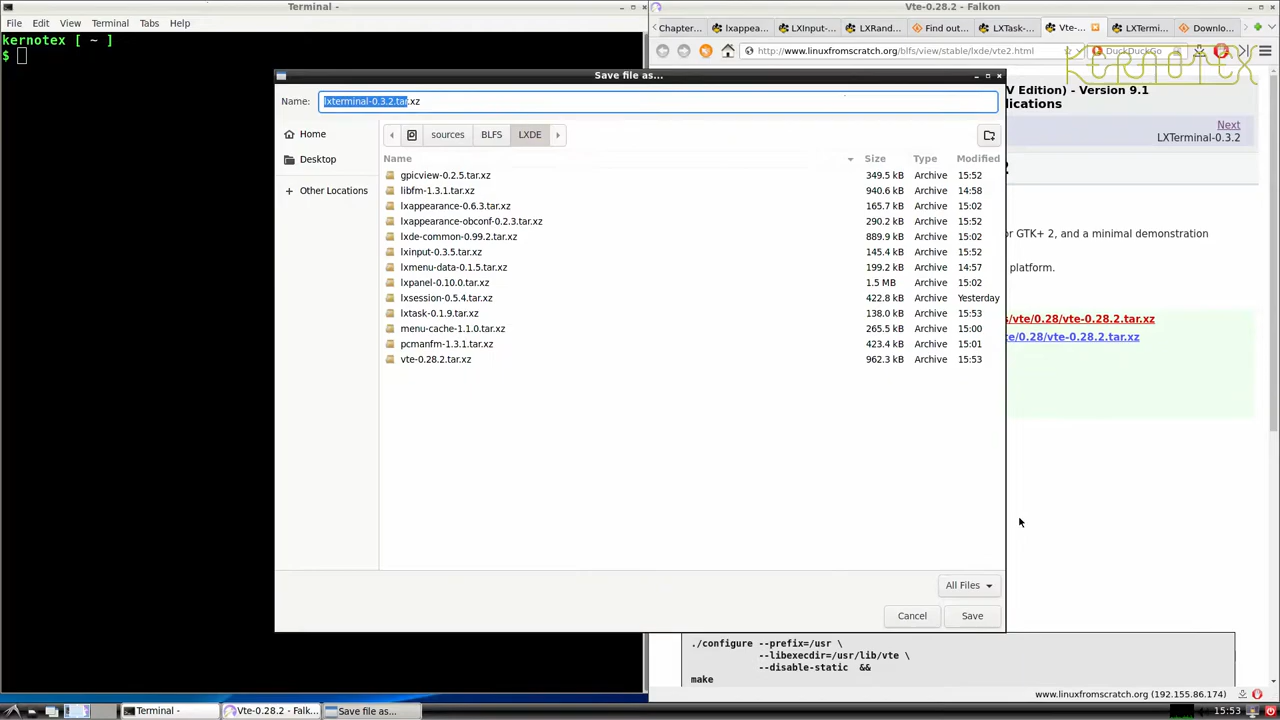 Terminal -
File Edit View Terminal Tabs Help
kernotex [ ~ ]
$
Vte-0.28.2 - Falkon
Chapter... lxappea... LXInput-... LXRand... Find out... LXTask-... Vte-... LXTermi... Downlo...
http://www.linuxfromscratch.org/blfs/view/stable/lxde/vte2.html
DuckDuckGo
KERNOTEX
V Edition) - Version 9.1
lications
Next
LXTerminal-0.3.2
or GTK+ 2, and a minimal demonstration
platform.
s/vte/0.28/vte-0.28.2.tar.xz
te/0.28/vte-0.28.2.tar.xz
Save file as...
Name: lxterminal-0.3.2.tar.xz
Home
Desktop
Other Locations
sources BLFS LXDE
Name Size Type Modified
gpicview-0.2.5.tar.xz 349.5 kB Archive 15:52
libfm-1.3.1.tar.xz 940.6 kB Archive 14:58
lxappearance-0.6.3.tar.xz 165.7 kB Archive 15:02
lxappearance-obconf-0.2.3.tar.xz 290.2 kB Archive 15:52
lxde-common-0.99.2.tar.xz 889.9 kB Archive 15:02
lxinput-0.3.5.tar.xz 145.4 kB Archive 15:52
lxmenu-data-0.1.5.tar.xz 199.2 kB Archive 14:57
lxpanel-0.10.0.tar.xz 1.5 MB Archive 15:02
lxsession-0.5.4.tar.xz 422.8 kB Archive Yesterday
lxtask-0.1.9.tar.xz 138.0 kB Archive 15:53
menu-cache-1.1.0.tar.xz 265.5 kB Archive 15:00
pcmanfm-1.3.1.tar.xz 423.4 kB Archive 15:01
vte-0.28.2.tar.xz 962.3 kB Archive 15:53
All Files
Cancel Save
./configure --prefix=/usr \
--libexecdir=/usr/lib/vte \
--disable-static &&
make
www.linuxfromscratch.org (192.155.86.174)
Terminal - Vte-0.28.2 - Falk... Save file as... 15:53